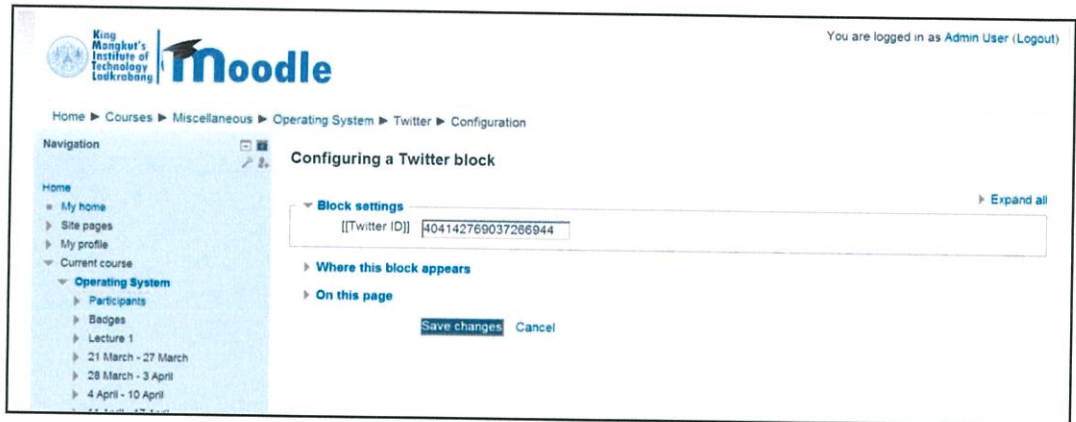 King
Mongkut's
Institute of
Technology
Ladkrabang
moodle
You are logged in as Admin User (Logout)
Home ► Courses ► Miscellaneous ► Operating System ► Twitter ► Configuration
Navigation
Home
My home
Site pages
My profile
Current course
Operating System
Participants
Badges
Lecture 1
21 March - 27 March
28 March - 3 April
4 April - 10 April
Configuring a Twitter block
Expand all
Block settings
[[Twitter ID]] 404142769037266944
Where this block appears
On this page
Save changes Cancel